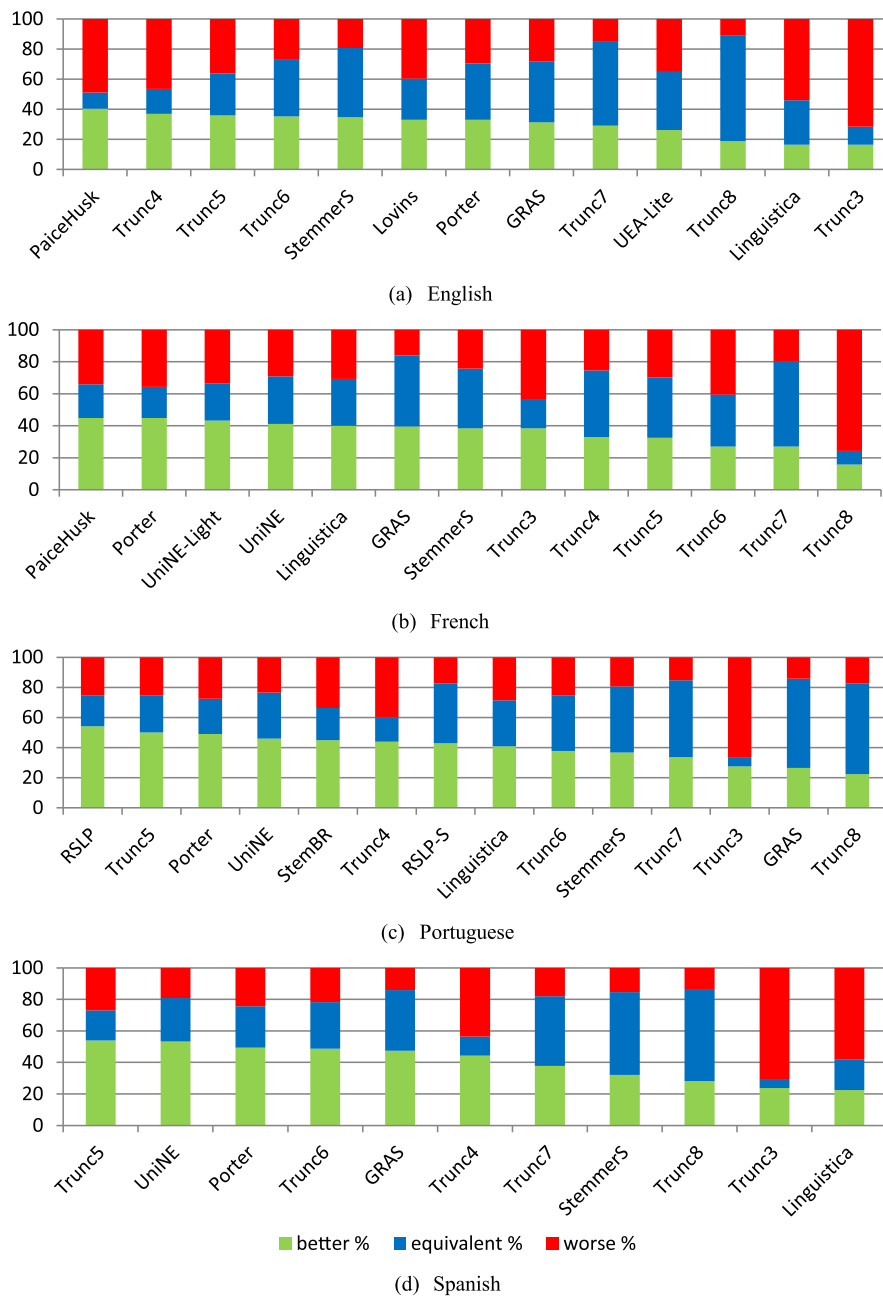 100
80
60
40
20
0
PaiceHusk Trunc4 Trunc5 Trunc6 StemmerS Lovins Porter GRAS Trunc7 UEA-Lite Trunc8 Linguistica Trunc3
(a) English
100
80
60
40
20
0
PaiceHusk Porter UniNE-Light UniNE Linguistica GRAS StemmerS Trunc3 Trunc4 Trunc5 Trunc6 Trunc7 Trunc8
(b) French
100
80
60
40
20
0
RSLP Trunc5 Porter UniNE StemBR Trunc4 RSLP-S Linguistica Trunc6 StemmerS Trunc7 Trunc3 GRAS Trunc8
(c) Portuguese
100
80
60
40
20
0
Trunc5 UniNE Porter Trunc6 GRAS Trunc4 Trunc7 StemmerS Trunc8 Trunc3 Linguistica
better % equivalent % worse %
(d) Spanish